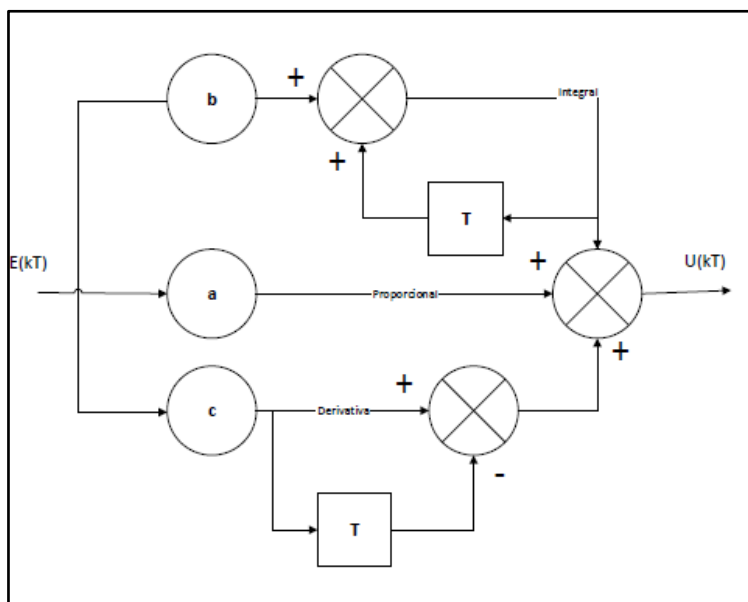 b
+
Integral
+
T
E(kT)
+
U(kT)
a
Proporcional
+
+
c
Derivativa
-
T